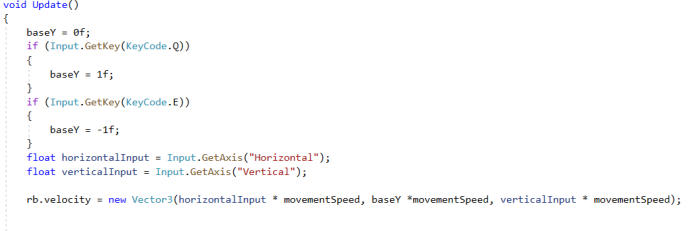 void Update()
{
baseY = 0f;
if (Input.GetKey(KeyCode.Q))
{
baseY = 1f;
}
if (Input.GetKey(KeyCode.E))
{
baseY = -1f;
}
float horizontalInput = Input.GetAxis("Horizontal");
float verticalInput = Input.GetAxis("Vertical");
rb.velocity = new Vector3(horizontalInput * movementSpeed, baseY *movementSpeed, verticalInput * movementSpeed);